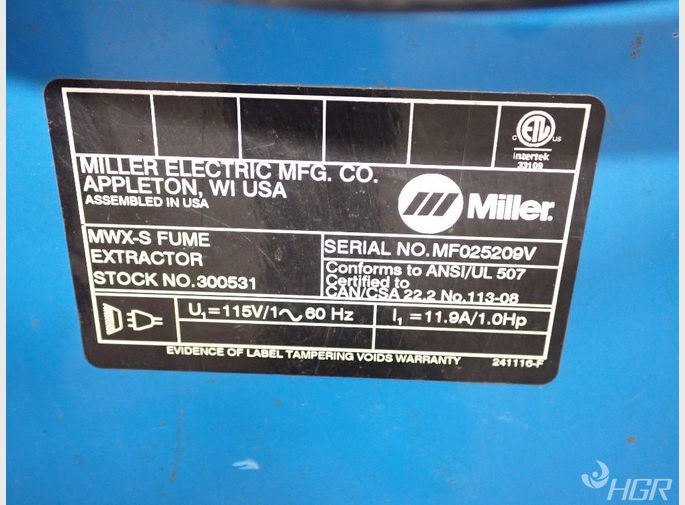 ETL
C US
Intertek
33109
MILLER ELECTRIC MFG. CO.
APPLETON, WI USA
ASSEMBLED IN USA
Miller®
MWX-S FUME
EXTRACTOR
STOCK NO.300531
SERIAL NO.MF025209V
Conforms to ANSI/UL 507
Certified to
CAN/CSA 22.2 No.113-08
U1=115V/1~ 60 Hz
I1 =11.9A/1.0Hp
EVIDENCE OF LABEL TAMPERING VOIDS WARRANTY
241116-F
HGR